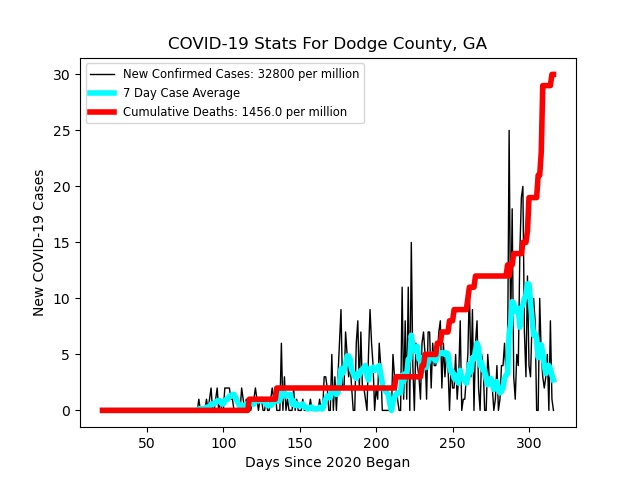 COVID-19 Stats For Dodge County, GA
New Confirmed Cases: 32800 per million
7 Day Case Average
Cumulative Deaths: 1456.0 per million
New COVID-19 Cases
30
25
20
15
10
5
0
50 100 150 200 250 300
Days Since 2020 Began